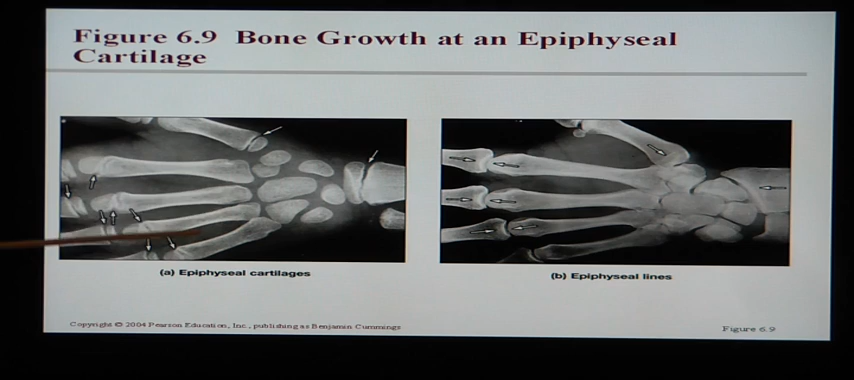 Figure 6.9 Bone Growth at an Epiphyseal
Cartilage
(a) Epiphyseal cartilages
(b) Epiphyseal lines
Copyright © 2004 Pearson Education, Inc., publishing as Benjamin Cummings
Figure 6.9